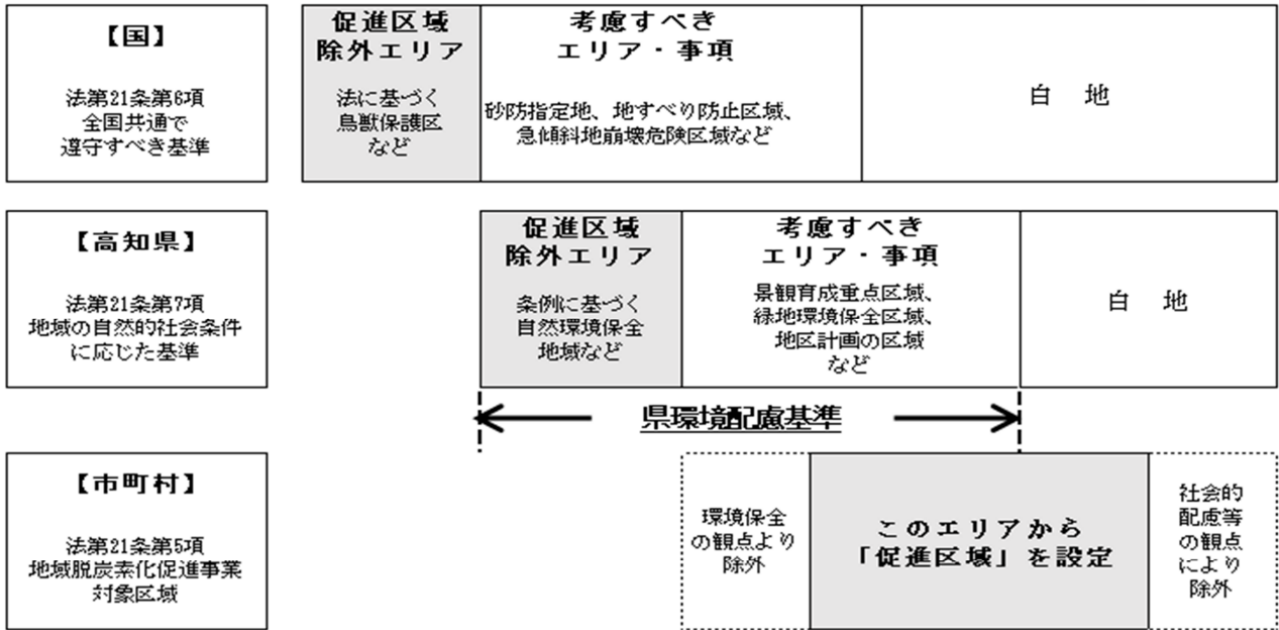 【国】
法第21条第6項
全国共通で
遵守すべき基準
促進区域
除外エリア
法に基づく
鳥獣保護区
など
考慮すべき
エリア・事項
砂防指定地、地すべり防止区域、
急傾斜地崩壊危険区域など
白 地
【高知県】
法第21条第7項
地域の自然的社会条件
に応じた基準
促進区域
除外エリア
条例に基づく
自然環境保全
地域など
考慮すべき
エリア・事項
景観育成重点区域、
緑地環境保全区域、
地区計画の区域
など
白 地
県環境配慮基準
【市町村】
法第21条第5項
地域脱炭素化促進事業
対象区域
環境保全
の観点より
除外
このエリアから
「促進区域」を設定
社会的
配慮等
の観点
により
除外